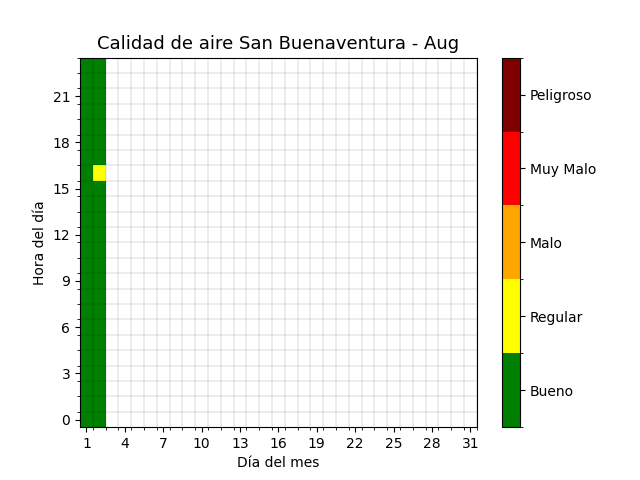 Calidad de aire San Buenaventura - Aug
Hora del día
21
18
15
12
9
6
3
0
1 4 7 10 13 16 19 22 25 28 31
Día del mes
Peligroso
Muy Malo
Malo
Regular
Bueno